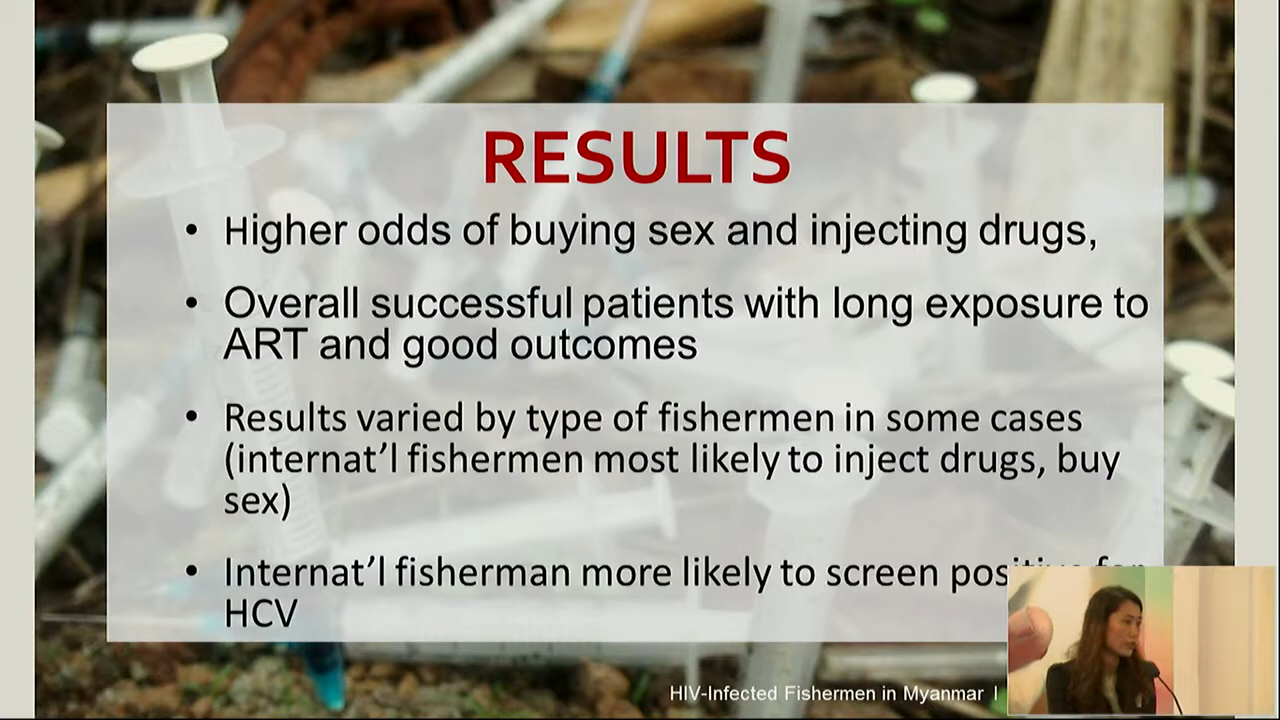 RESULTS
• Higher odds of buying sex and injecting drugs,
• Overall successful patients with long exposure to
ART and good outcomes
• Results varied by type of fishermen in some cases
(internat’l fishermen most likely to inject drugs, buy
sex)
• Internat’l fisherman more likely to screen positive for
HCV
HIV-Infected Fishermen in Myanmar I